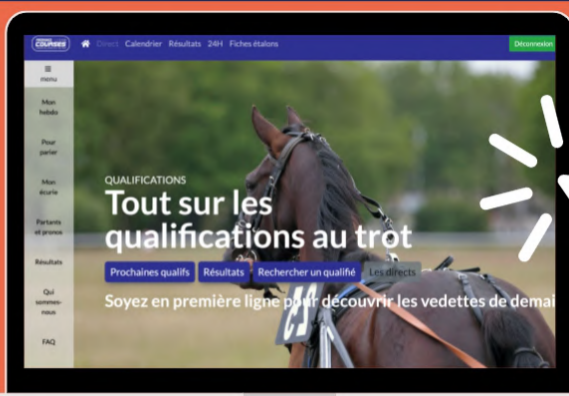 COURSES
Direct Calendrier Résultats 24H Fiches étalons
Déconnexion
menu
Mon
hebdo
Pour
parier
Mon
écurie
Partants
et pronos
Résultats
Qui
sommes-
nous
FAQ
QUALIFICATIONS
Tout sur les
qualifications au trot
Prochaines qualifs Résultats Rechercher un qualifié Les directs
Soyez en première ligne pour découvrir les vedettes de demai